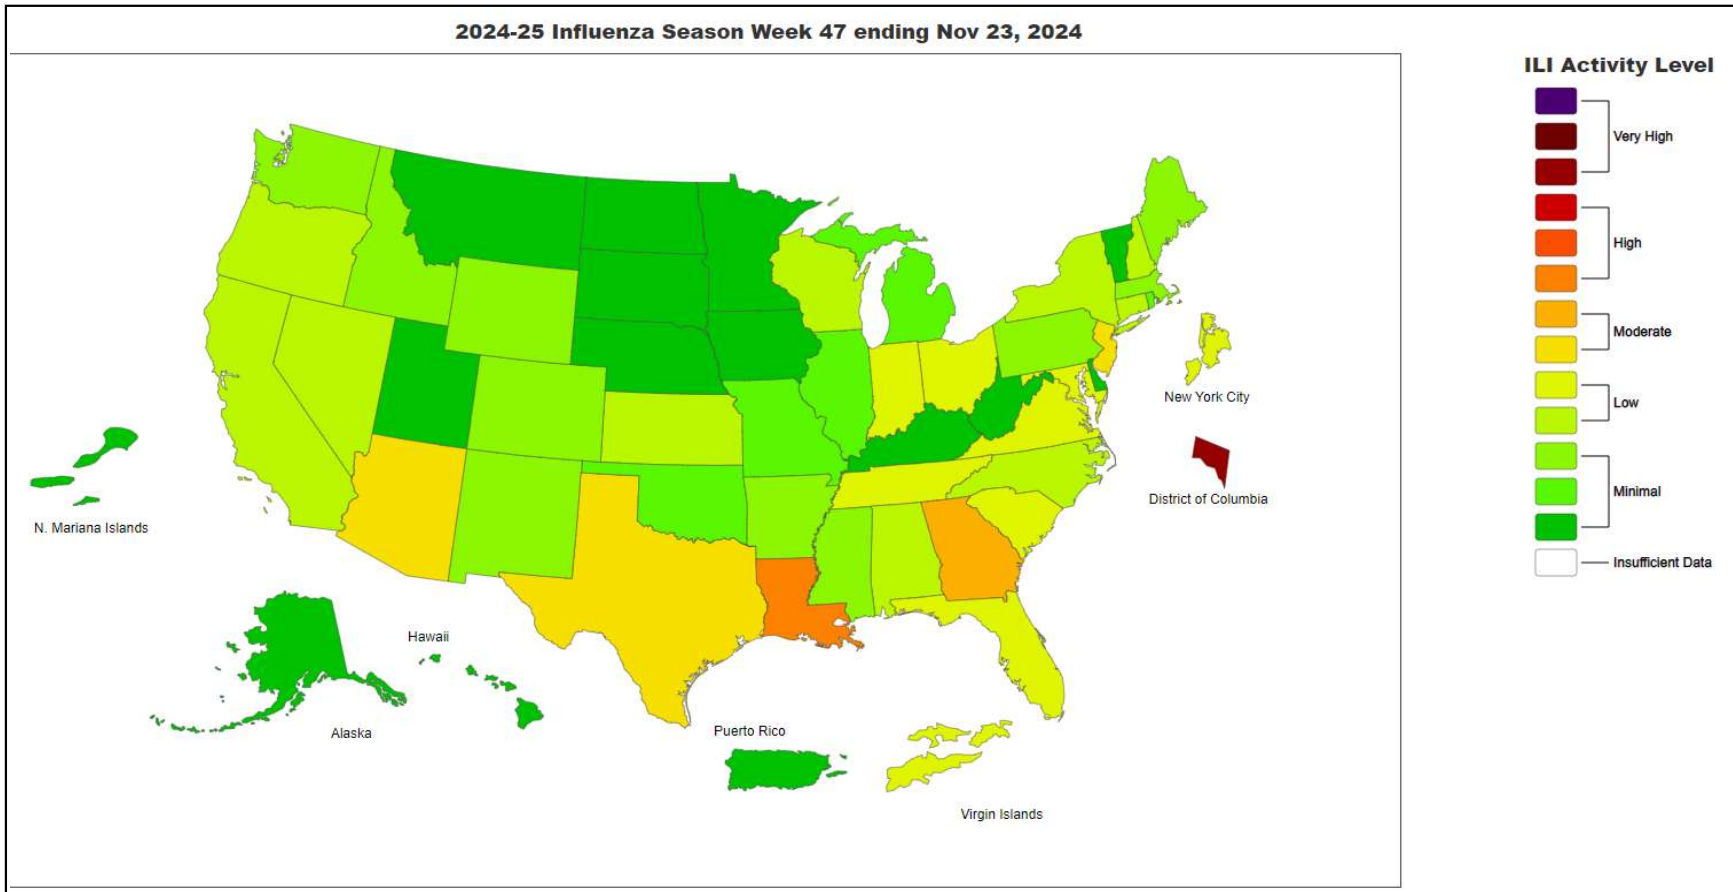 2024-25 Influenza Season Week 47 ending Nov 23, 2024
ILI Activity Level
Very High
High
Moderate
Low
Minimal
Insufficient Data
New York City
District of Columbia
N. Mariana Islands
Hawaii
Alaska
Puerto Rico
Virgin Islands